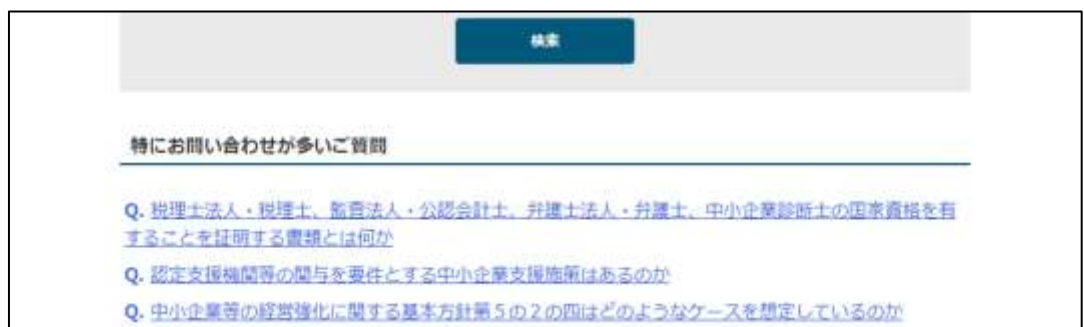 検索
特にお問い合わせが多いご質問
Q. 税理士法人・税理士、監査法人・公認会計士、弁護士法人・弁護士、中小企業診断士の国家資格を有
することを証明する書類とは何か
Q. 認定支援機関等の関与を要件とする中小企業支援施策はあるのか
Q. 中小企業等の経営強化に関する基本方針第5の2の四はどのようなケースを想定しているのか